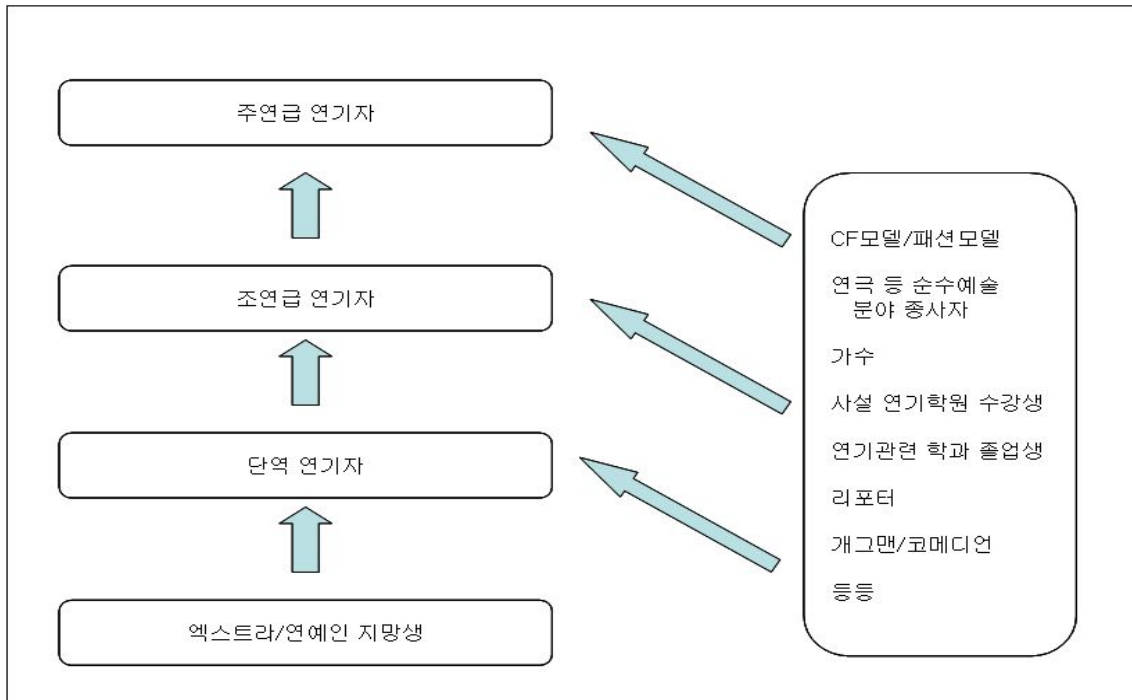 주연급 연기자
조연급 연기자
단역 연기자
엑스트라/연예인 지망생
CF모델/패션모델
연극 등 순수예술
분야 종사자
가수
사설 연기학원 수강생
연기관련 학과 졸업생
리포터
개그맨/코메디언
등등